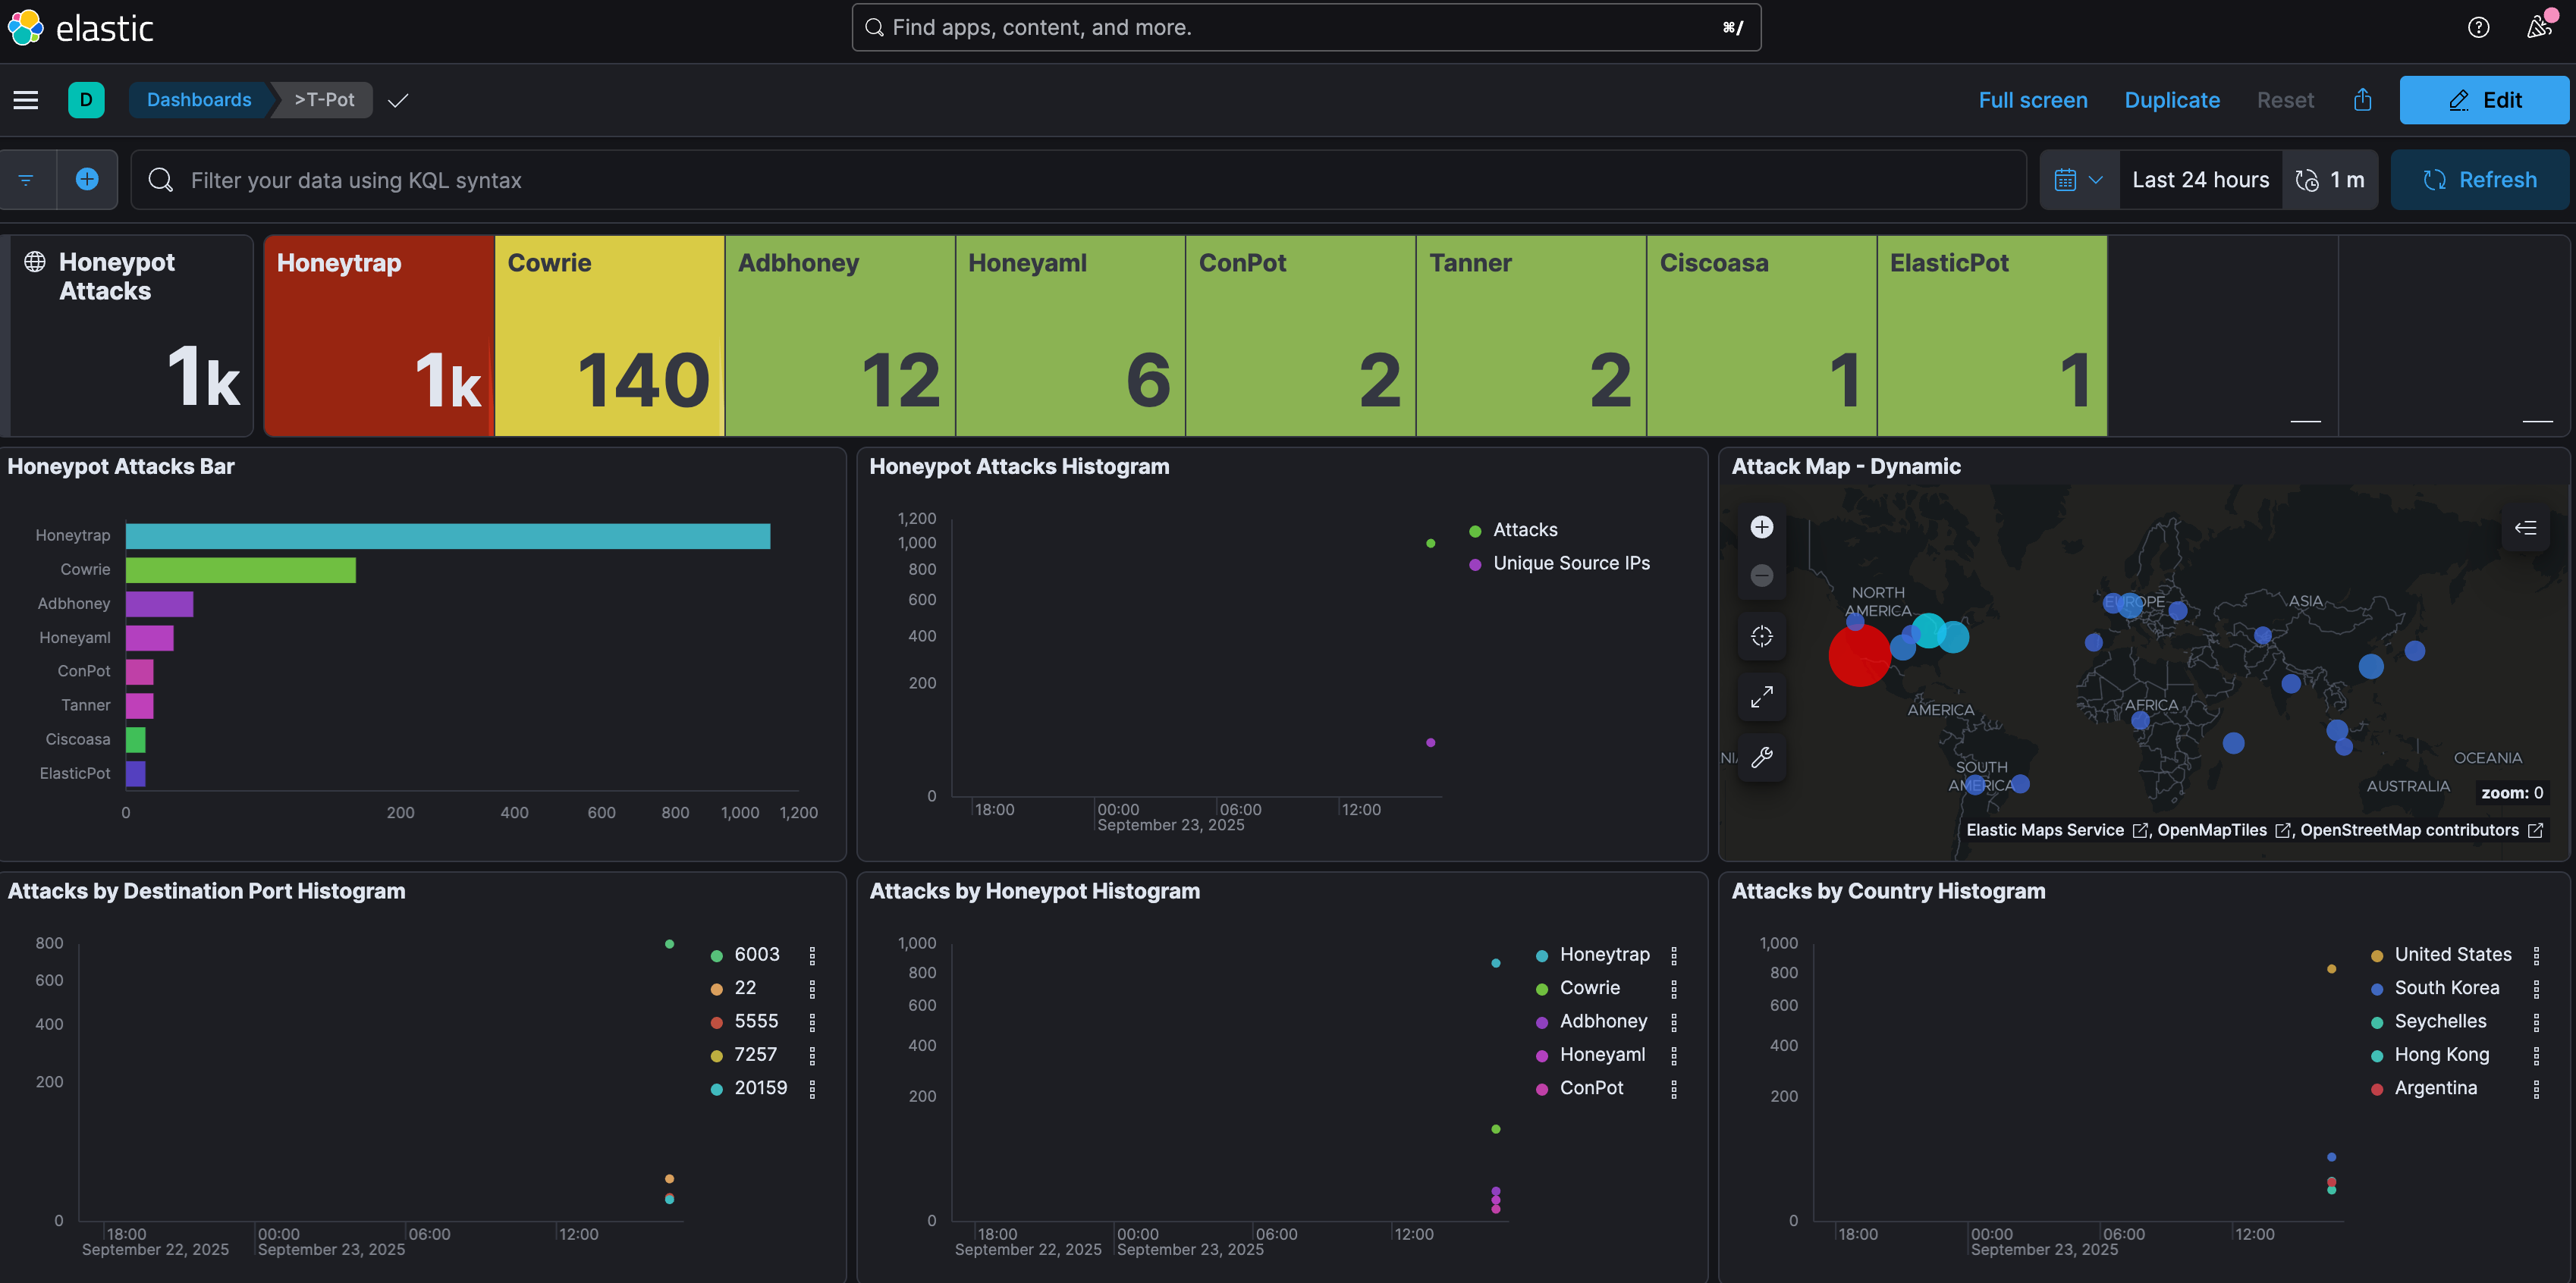 elastic
Find apps, content, and more.
⌘/
D
Dashboards
>T-Pot
Full screen
Duplicate
Reset
Edit
Filter your data using KQL syntax
Last 24 hours
1 m
Refresh
Honeypot
Attacks
1k
Honeytrap
1k
Cowrie
140
Adbhoney
12
Honeyaml
6
ConPot
2
Tanner
2
Ciscoasa
1
ElasticPot
1
Honeypot Attacks Bar
Honeytrap
Cowrie
Adbhoney
Honeyaml
ConPot
Tanner
Ciscoasa
ElasticPot
0 200 400 600 800 1,000 1,200
Honeypot Attacks Histogram
1,200
1,000
800
600
400
200
0
18:00 00:00 06:00 12:00
September 23, 2025
Attacks
Unique Source IPs
Attack Map - Dynamic
NORTH
AMERICA
EUROPE
ASIA
AMERICA
AFRICA
SOUTH
AMERICA
OCEANIA
AUSTRALIA
zoom: 0
Elastic Maps Service , OpenMapTiles , OpenStreetMap contributors
Attacks by Destination Port Histogram
800
600
400
200
0
18:00 00:00 06:00 12:00
September 22, 2025 September 23, 2025
6003
22
5555
7257
20159
Attacks by Honeypot Histogram
1,000
800
600
400
200
0
18:00 00:00 06:00 12:00
September 22, 2025 September 23, 2025
Honeytrap
Cowrie
Adbhoney
Honeyaml
ConPot
Attacks by Country Histogram
1,000
800
600
400
200
0
18:00 00:00 06:00 12:00
September 23, 2025
United States
South Korea
Seychelles
Hong Kong
Argentina